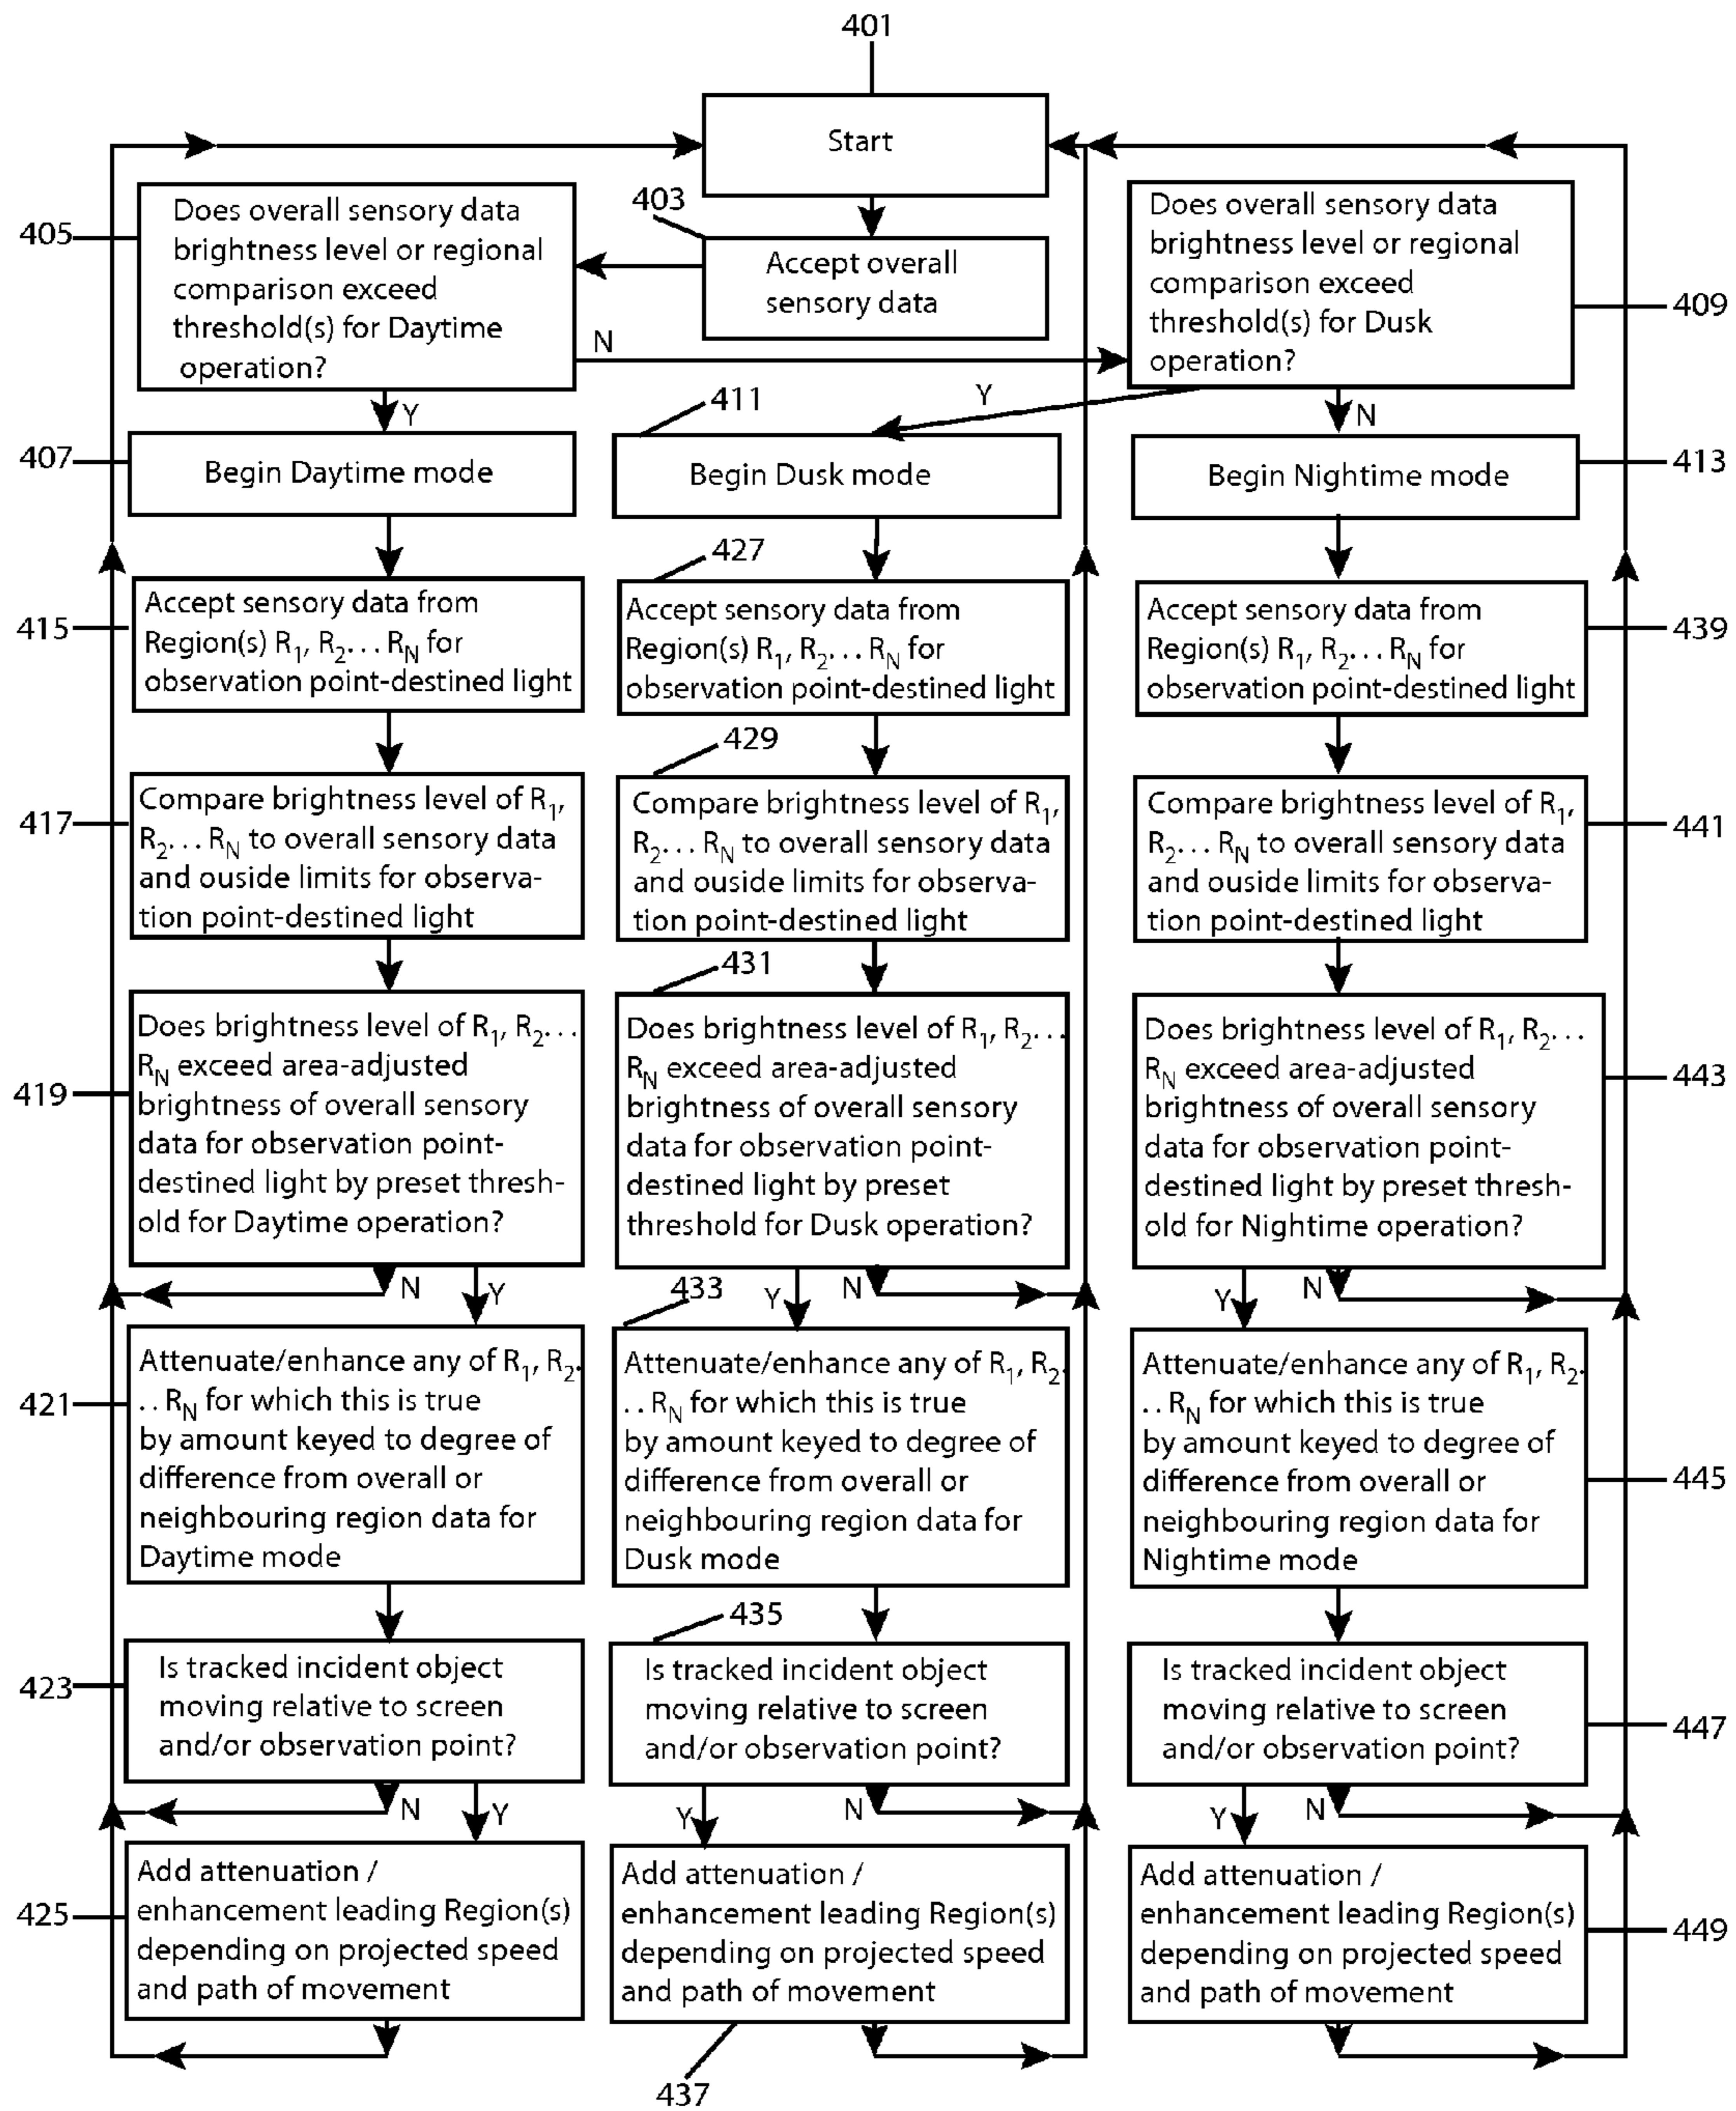 401
Start
403
Accept overall
sensory data
405
Does overall sensory data
brightness level or regional
comparison exceed
threshold(s) for Daytime
operation?
N
Y
409
Does overall sensory data
brightness level or regional
comparison exceed
threshold(s) for Dusk
operation?
Y
N
407
Begin Daytime mode
411
Begin Dusk mode
413
Begin Nightime mode
415
Accept sensory data from
Region(s) R1, R2... RN for
observation point-destined light
417
Compare brightness level of R1,
R2... RN to overall sensory data
and ouside limits for observa-
tion point-destined light
419
Does brightness level of R1, R2...
RN exceed area-adjusted
brightness of overall sensory
data for observation point-
destined light by preset thresh-
old for Daytime operation?
N
Y
421
Attenuate/enhance any of R1, R2.
.. RN for which this is true
by amount keyed to degree of
difference from overall or
neighbouring region data for
Daytime mode
423
Is tracked incident object
moving relative to screen
and/or observation point?
N
Y
425
Add attenuation /
enhancement leading Region(s)
depending on projected speed
and path of movement
427
Accept sensory data from
Region(s) R1, R2... RN for
observation point-destined light
429
Compare brightness level of R1,
R2... RN to overall sensory data
and ouside limits for observa-
tion point-destined light
431
Does brightness level of R1, R2...
RN exceed area-adjusted
brightness of overall sensory
data for observation point-
destined light by preset
threshold for Dusk operation?
433
Y
N
Attenuate/enhance any of R1, R2.
.. RN for which this is true
by amount keyed to degree of
difference from overall or
neighbouring region data for
Dusk mode
435
Is tracked incident object
moving relative to screen
and/or observation point?
Y
N
Add attenuation /
enhancement leading Region(s)
depending on projected speed
and path of movement
437
439
Accept sensory data from
Region(s) R1, R2... RN for
observation point-destined light
441
Compare brightness level of R1,
R2... RN to overall sensory data
and ouside limits for observa-
tion point-destined light
443
Does brightness level of R1, R2...
RN exceed area-adjusted
brightness of overall sensory
data for observation point-
destined light by preset thresh-
old for Nightime operation?
Y
N
445
Attenuate/enhance any of R1, R2.
.. RN for which this is true
by amount keyed to degree of
difference from overall or
neighbouring region data for
Nightime mode
447
Is tracked incident object
moving relative to screen
and/or observation point?
Y
N
449
Add attenuation /
enhancement leading Region(s)
depending on projected speed
and path of movement